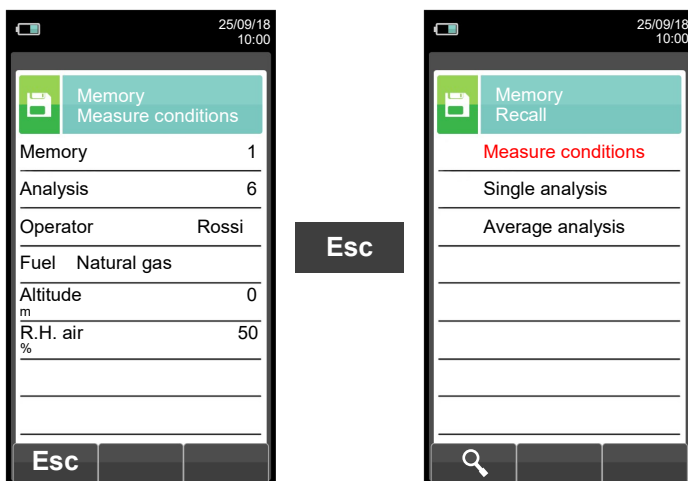 25/09/18
10:00
Memory
Measure conditions
Memory 1
Analysis 6
Operator Rossi
Fuel Natural gas
Altitude 0
m
R.H. air 50
%
Esc
Esc
25/09/18
10:00
Memory
Recall
Measure conditions
Single analysis
Average analysis